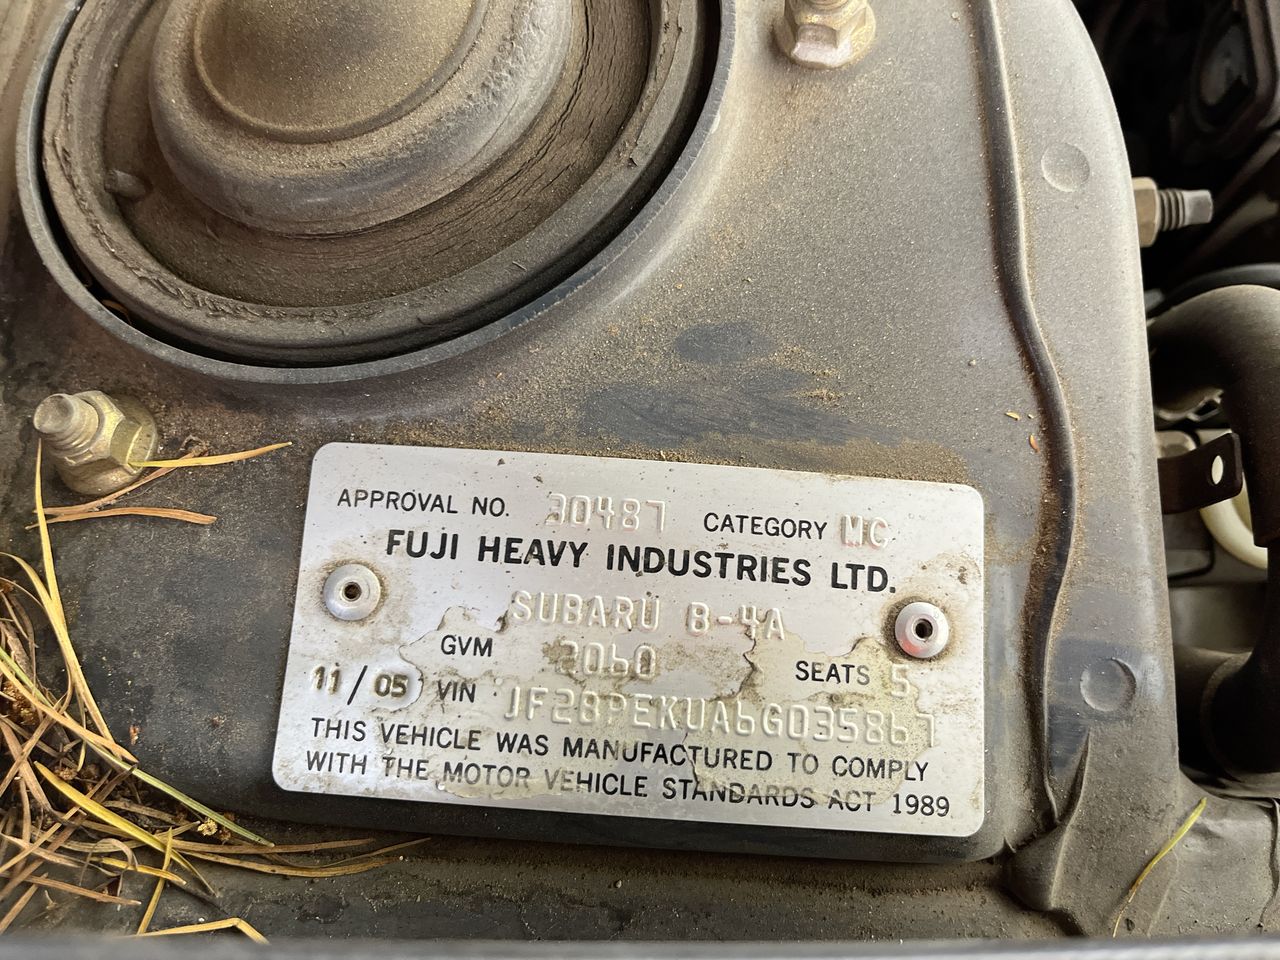 APPROVAL NO. 30487 CATEGORY MC
FUJI HEAVY INDUSTRIES LTD.
SUBARU B-4A
GVM 2060 SEATS 5
11/05 VIN JF2BPEKUA6G035867
THIS VEHICLE WAS MANUFACTURED TO COMPLY
WITH THE MOTOR VEHICLE STANDARDS ACT 1989